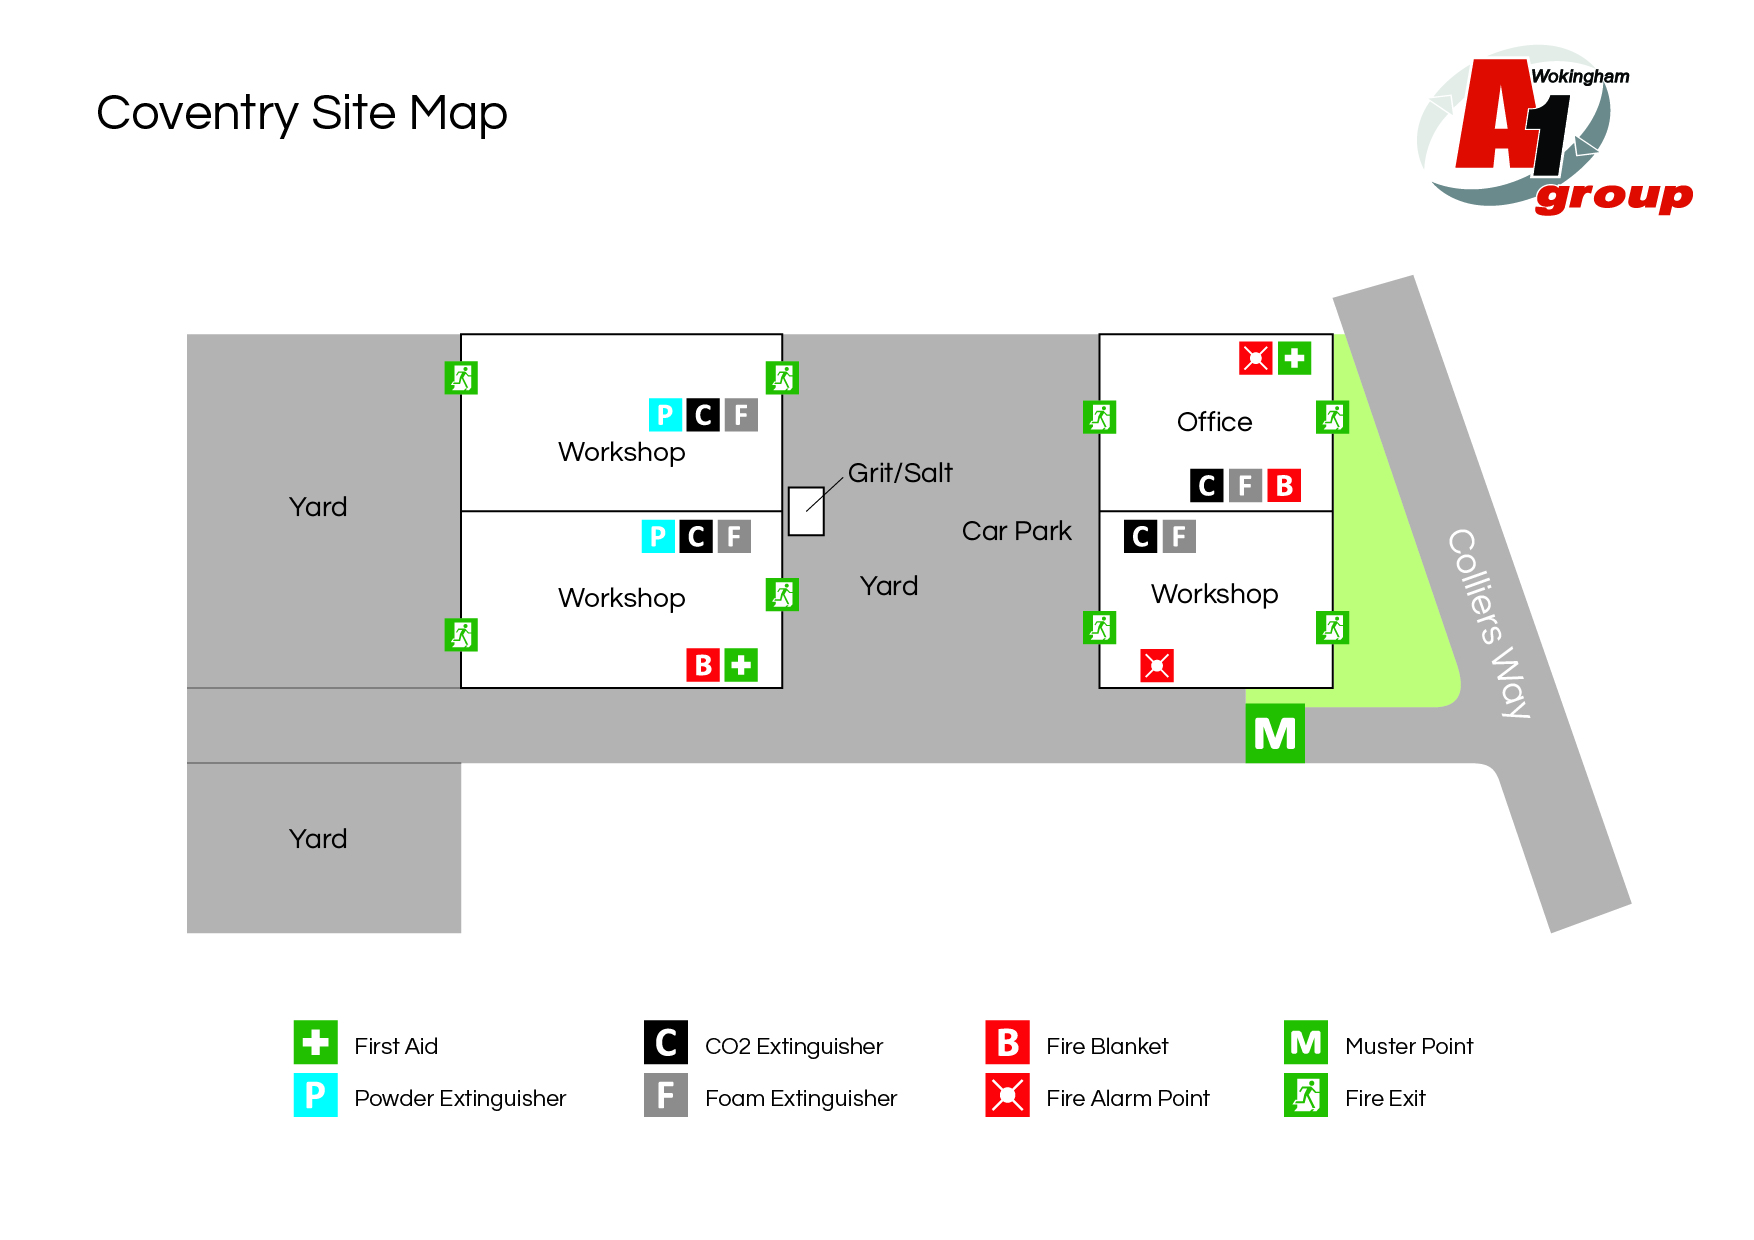 Coventry Site Map
Wokingham
A1
group
P C F
Workshop
Office
Grit/Salt
Yard
C F B
P C F
Car Park
C F
Workshop
Yard
Workshop
B
Colliers Way
M
Yard
First Aid
C CO2 Extinguisher
B Fire Blanket
M Muster Point
P Powder Extinguisher
F Foam Extinguisher
Fire Alarm Point
Fire Exit